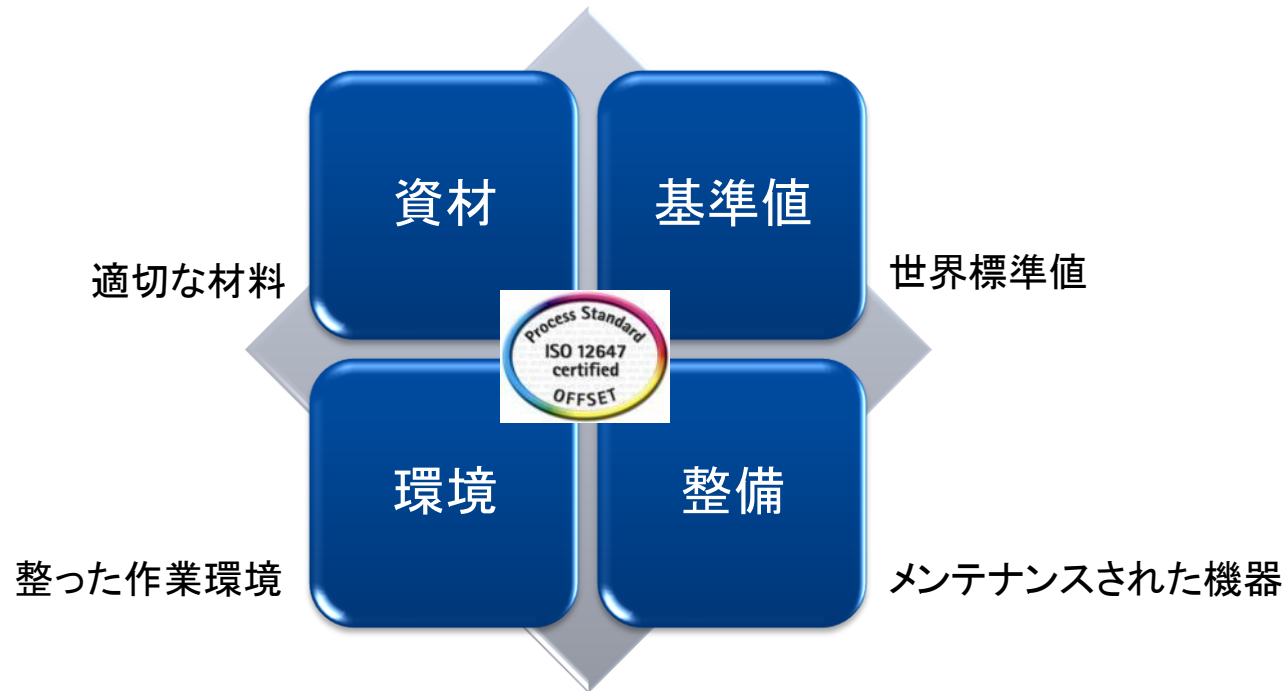 資材
基準値
適切な材料
世界標準値
Process Standard
ISO 12647
certified
OFFSET
環境
整備
整った作業環境
メンテナンスされた機器